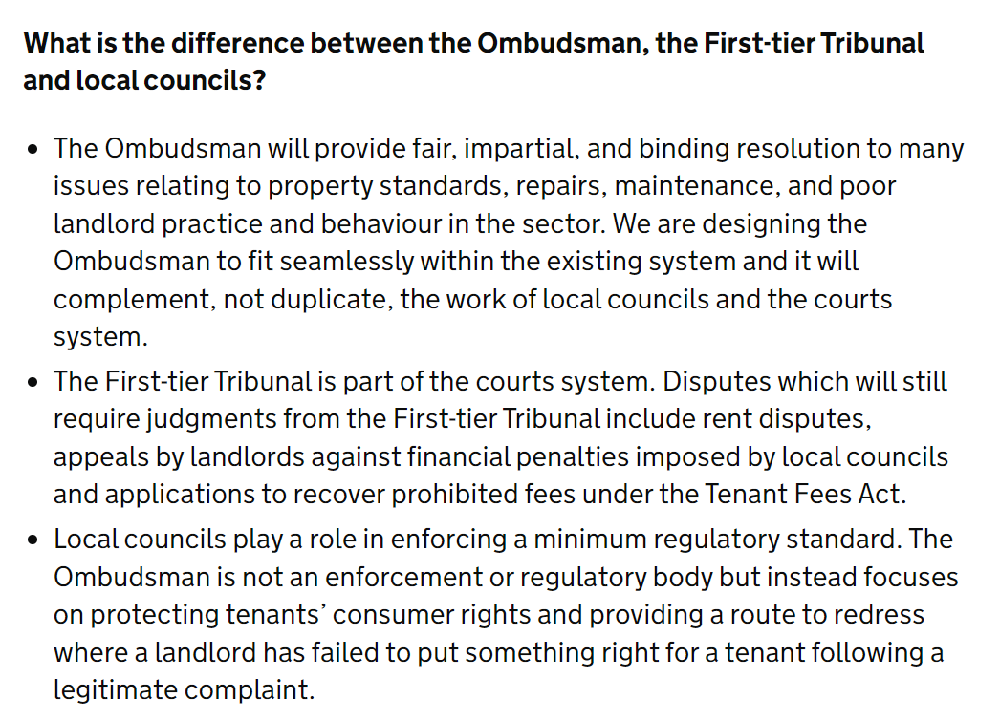 What is the difference between the Ombudsman, the First-tier Tribunal
and local councils?
• The Ombudsman will provide fair, impartial, and binding resolution to many
issues relating to property standards, repairs, maintenance, and poor
landlord practice and behaviour in the sector. We are designing the
Ombudsman to fit seamlessly within the existing system and it will
complement, not duplicate, the work of local councils and the courts
system.
• The First-tier Tribunal is part of the courts system. Disputes which will still
require judgments from the First-tier Tribunal include rent disputes,
appeals by landlords against financial penalties imposed by local councils
and applications to recover prohibited fees under the Tenant Fees Act.
• Local councils play a role in enforcing a minimum regulatory standard. The
Ombudsman is not an enforcement or regulatory body but instead focuses
on protecting tenants’ consumer rights and providing a route to redress
where a landlord has failed to put something right for a tenant following a
legitimate complaint.